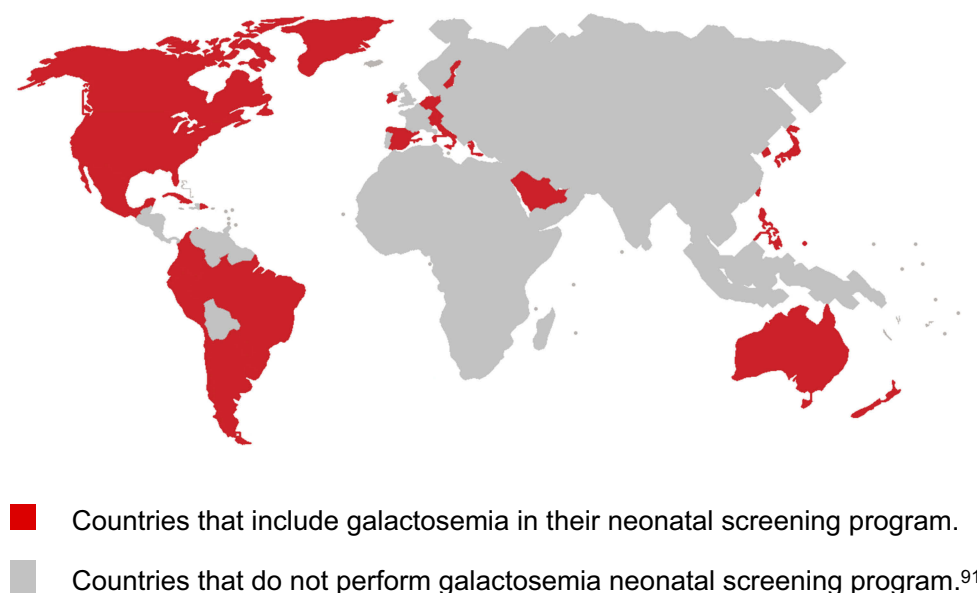 Countries that include galactosemia in their neonatal screening program.
Countries that do not perform galactosemia neonatal screening program.91